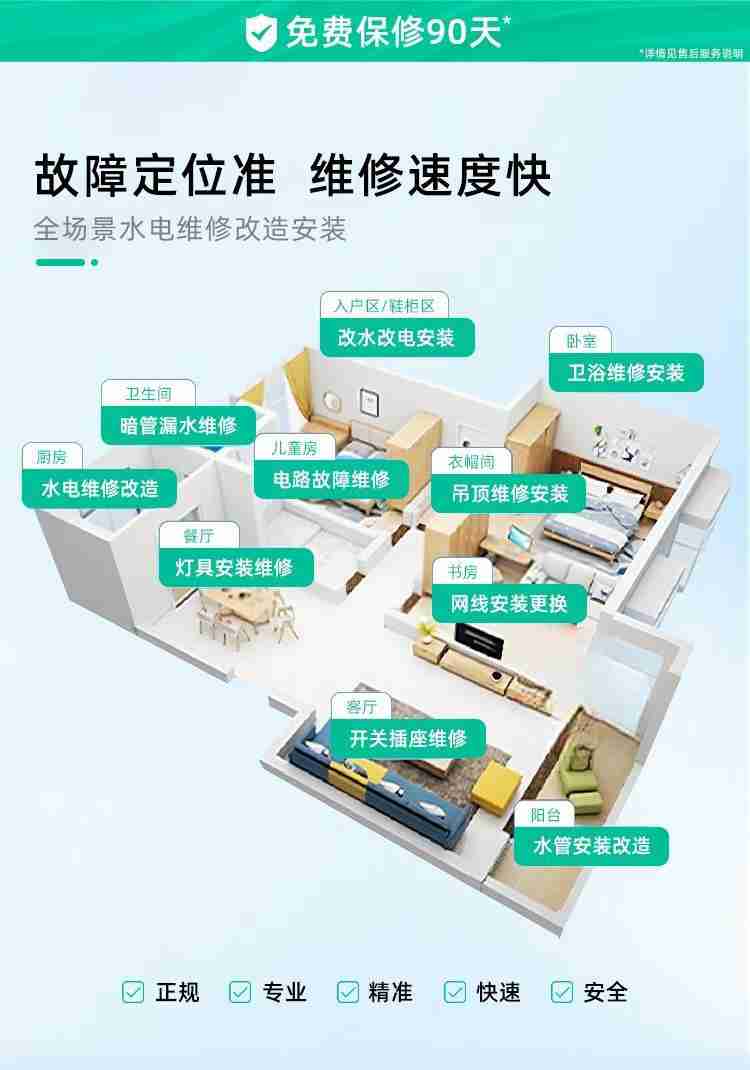 免费保修90天*
*详情见售后服务说明
故障定位准 维修速度快
全场景水电维修改造安装
入户区/鞋柜区
改水改电安装
卧室
卫浴维修安装
卫生间
暗管漏水维修
儿童房
电路故障维修
衣帽间
吊顶维修安装
厨房
水电维修改造
餐厅
灯具安装维修
书房
网线安装更换
客厅
开关插座维修
阳台
水管安装改造
正规 专业 精准 快速 安全